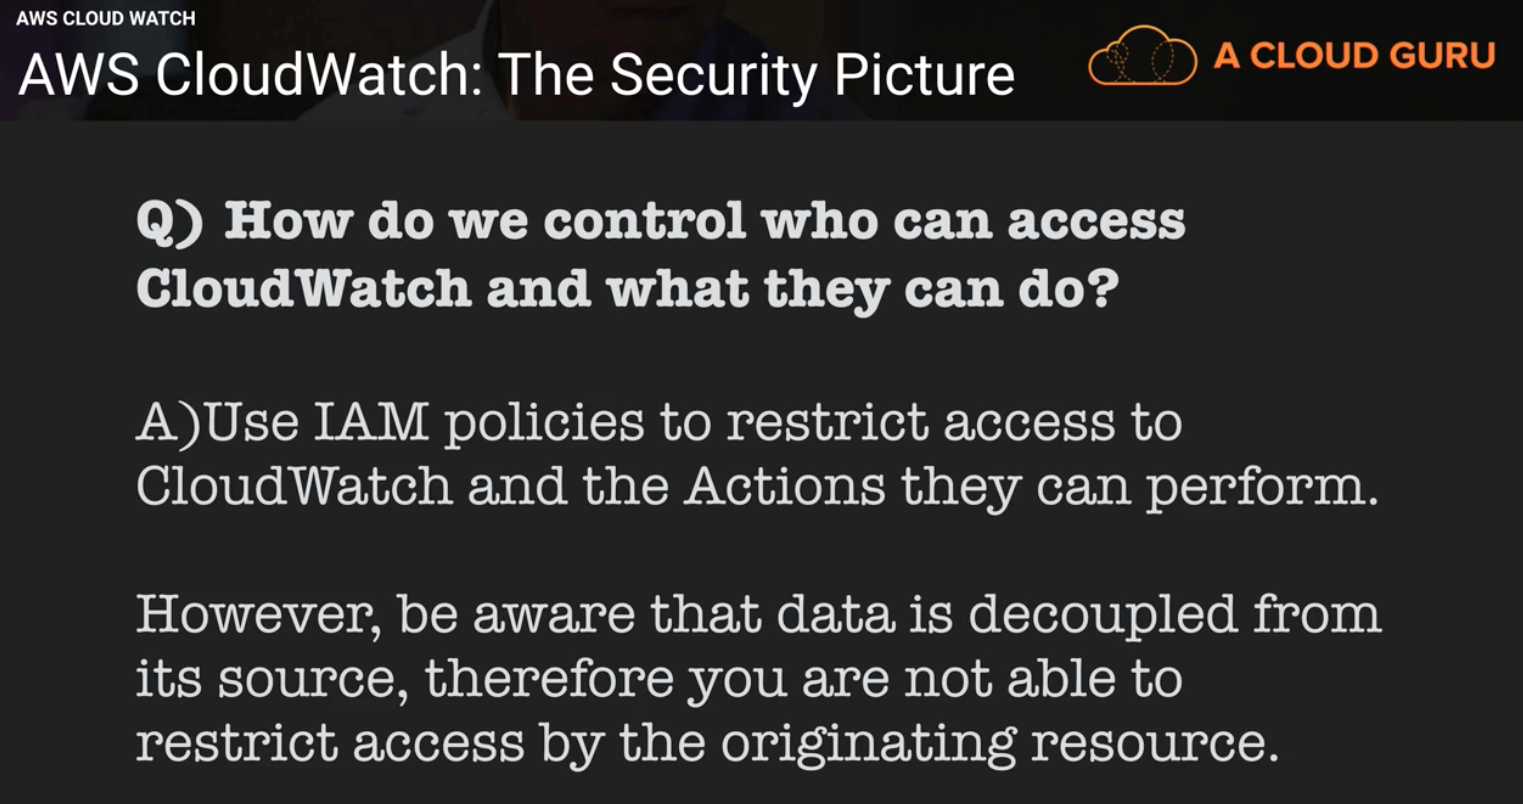 AWS CLOUD WATCH
AWS CloudWatch: The Security Picture
A CLOUD GURU
Q) How do we control who can access
CloudWatch and what they can do?
A)Use IAM policies to restrict access to
CloudWatch and the Actions they can perform.
However, be aware that data is decoupled from
its source, therefore you are not able to
restrict access by the originating resource.